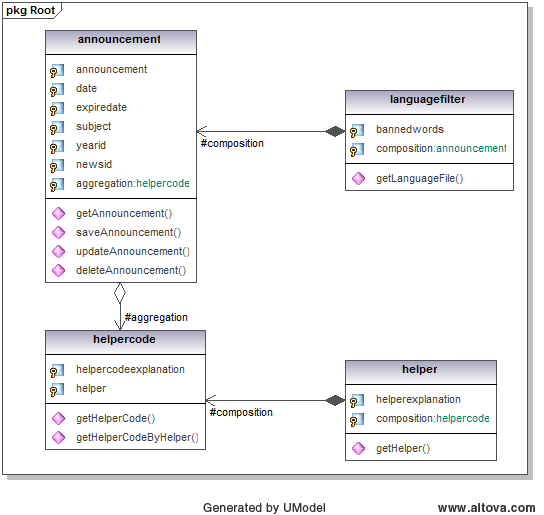 pkg Root
announcement
announcement
date
expiredate
subject
yearid
newsid
aggregation:helpercode
getAnnouncement()
saveAnnouncement()
updateAnnouncement()
deleteAnnouncement()
languagefilter
bannedwords
composition:announcement
getLanguageFile()
#composition
#aggregation
helpercode
helpercodeexplanation
helper
getHelperCode()
getHelperCodeByHelper()
helper
helperexplanation
composition:helpercode
getHelper()
#composition
Generated by UModel
www.altova.com